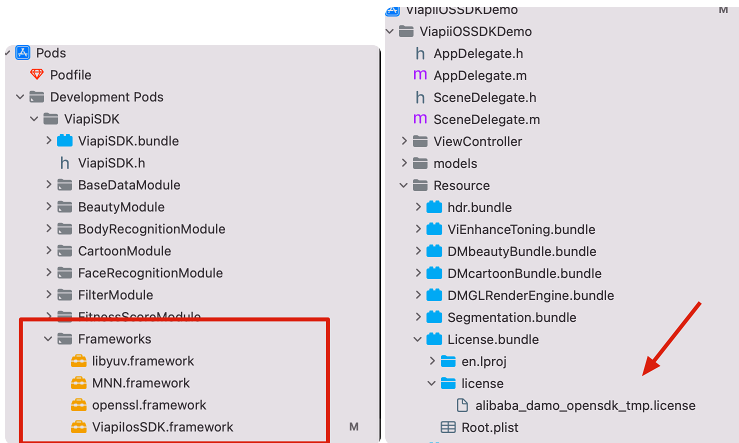 Pods
Podfile
Development Pods
ViapiSDK
ViapiSDK.bundle
ViapiSDK.h
BaseDataModule
BeautyModule
BodyRecognitionModule
CartoonModule
FaceRecognitionModule
FilterModule
FitnessScoreModule
Frameworks
libyuv.framework
MNN.framework
openssl.framework
ViapiIosSDK.framework M
ViapiiOSSDKDemo M
ViapiiOSSDKDemo
h AppDelegate.h
m AppDelegate.m
h SceneDelegate.h
m SceneDelegate.m
ViewController
models
Resource
hdr.bundle
ViEnhanceToning.bundle
DMbeautyBundle.bundle
DMcartoonBundle.bundle
DMGLRenderEngine.bundle
Segmentation.bundle
License.bundle
en.lproj
license
alibaba_damo_opensdk_tmp.license
Root.plist